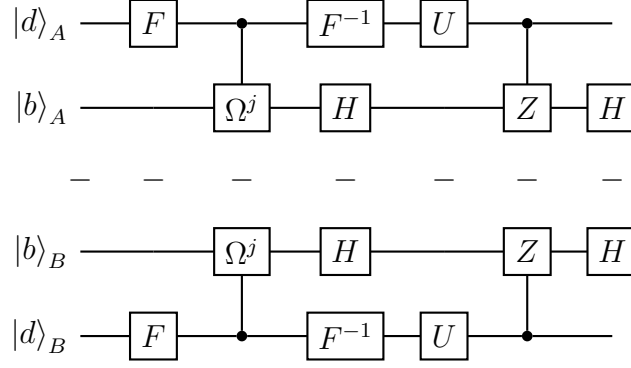 |d⟩_A F F^{-1} U
|b⟩_A Ω^j H Z H
– – – – – – –
|b⟩_B Ω^j H Z H
|d⟩_B F F^{-1} U